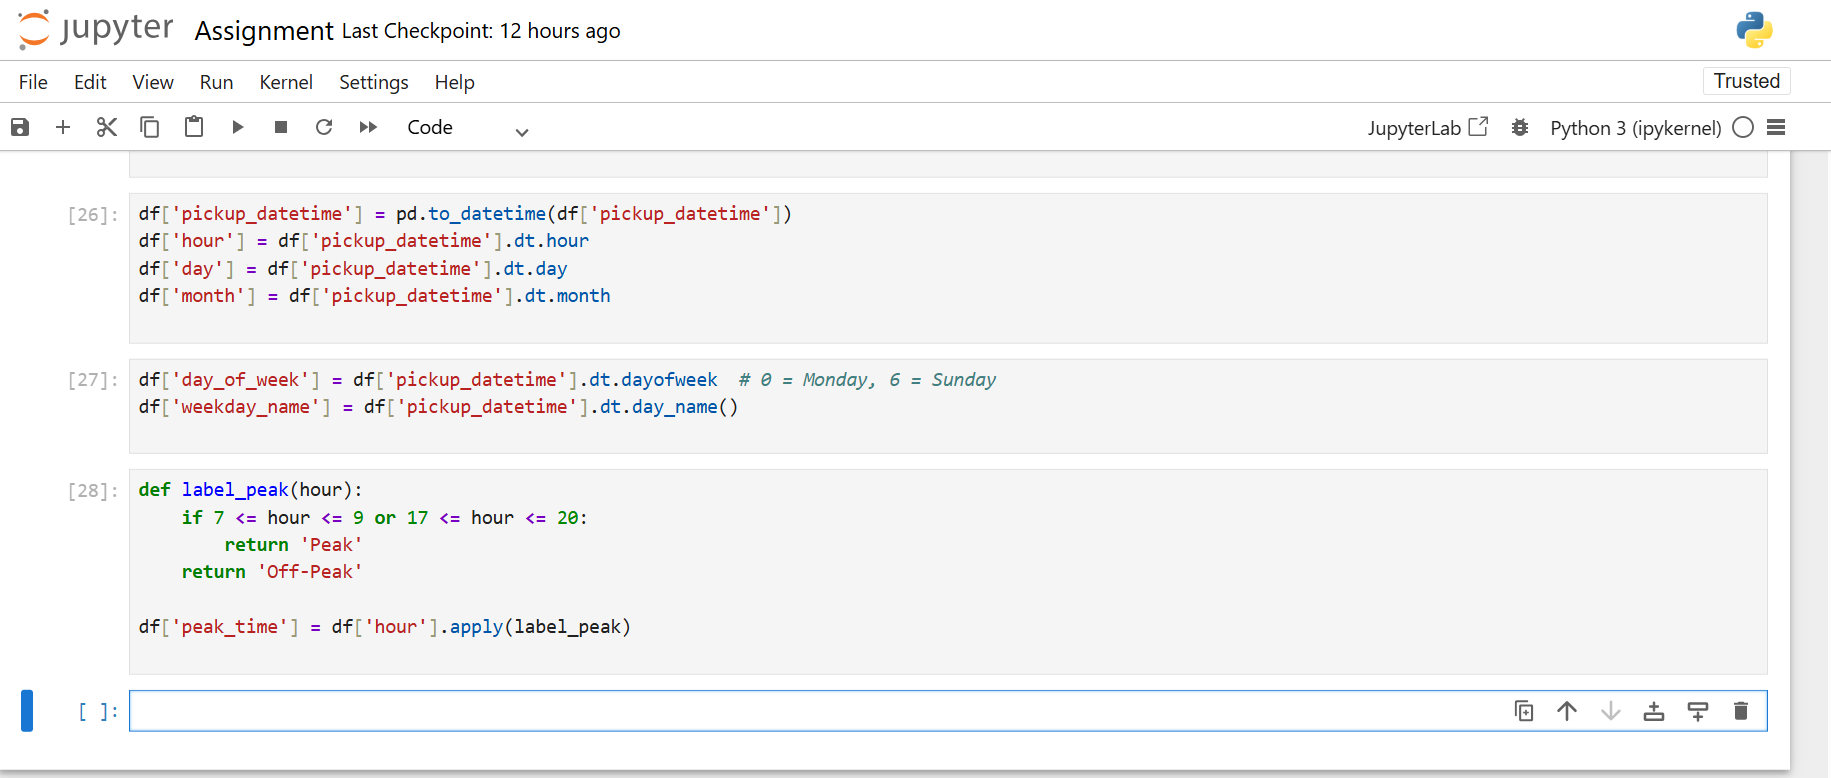 jupyter Assignment Last Checkpoint: 12 hours ago
File Edit View Run Kernel Settings Help Trusted
Code JupyterLab Python 3 (ipykernel)
[26]: df['pickup_datetime'] = pd.to_datetime(df['pickup_datetime'])
df['hour'] = df['pickup_datetime'].dt.hour
df['day'] = df['pickup_datetime'].dt.day
df['month'] = df['pickup_datetime'].dt.month
[27]: df['day_of_week'] = df['pickup_datetime'].dt.dayofweek  # 0 = Monday, 6 = Sunday
df['weekday_name'] = df['pickup_datetime'].dt.day_name()
[28]: def label_peak(hour):
    if 7 <= hour <= 9 or 17 <= hour <= 20:
        return 'Peak'
    return 'Off-Peak'
df['peak_time'] = df['hour'].apply(label_peak)
[ ]: